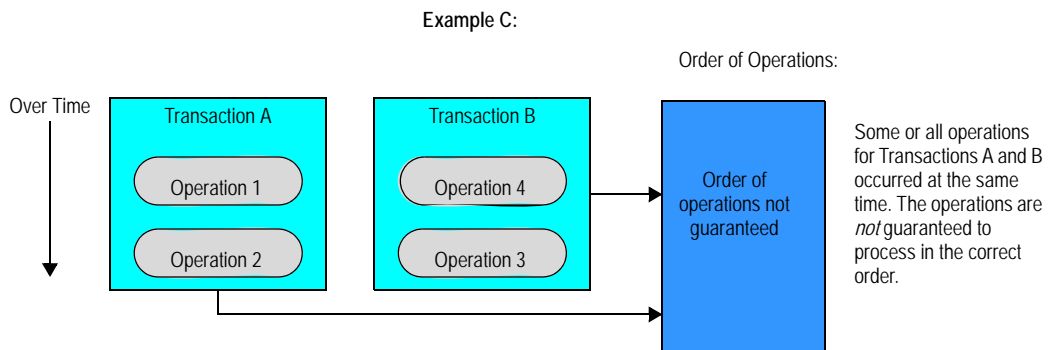 Example C:
Order of Operations:
Over Time
Transaction A
Operation 1
Operation 2
Transaction B
Operation 4
Operation 3
Order of
operations not
guaranteed
Some or all operations
for Transactions A and B
occurred at the same
time. The operations are
not guaranteed to
process in the correct
order.